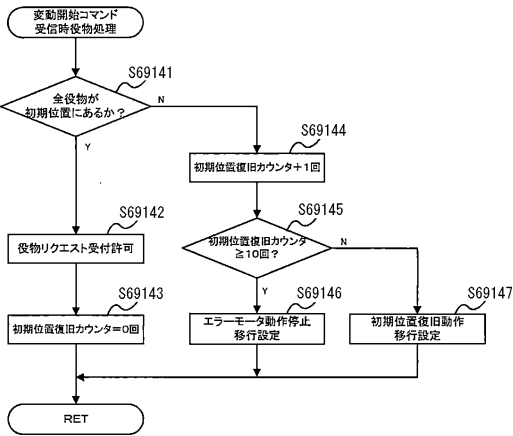 変動開始コマンド
受信時役物処理
S69141
全役物が
初期位置にあるか？
N
Y
S69144
初期位置復旧カウンタ＋1回
S69142
役物リクエスト受付許可
S69145
初期位置復旧カウンタ
≧10回？
N
Y
S69143
初期位置復旧カウンタ＝0回
S69146
エラーモータ動作停止
移行設定
S69147
初期位置復旧動作
移行設定
RET